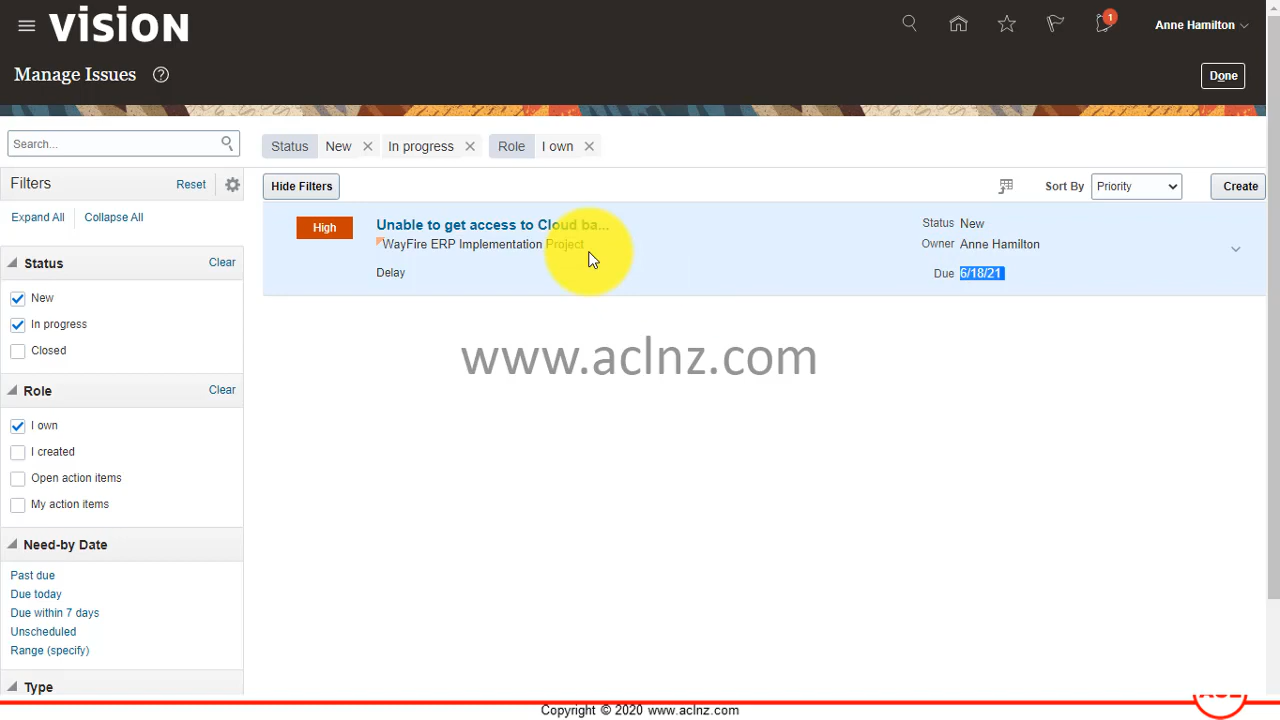 vision
1
Anne Hamilton
Manage Issues ?
Done
Search...
Status New In progress Role I own
Filters Reset
Hide Filters
Sort By Priority
Create
Expand All Collapse All
High
Unable to get access to Cloud ba...
WayFire ERP Implementation Project
Delay
Status New
Owner Anne Hamilton
Due 6/18/21
Status Clear
New
In progress
Closed
Role Clear
I own
I created
Open action items
My action items
Need-by Date
Past due
Due today
Due within 7 days
Unscheduled
Range (specify)
Type
www.aclnz.com
Copyright © 2020 www.aclnz.com